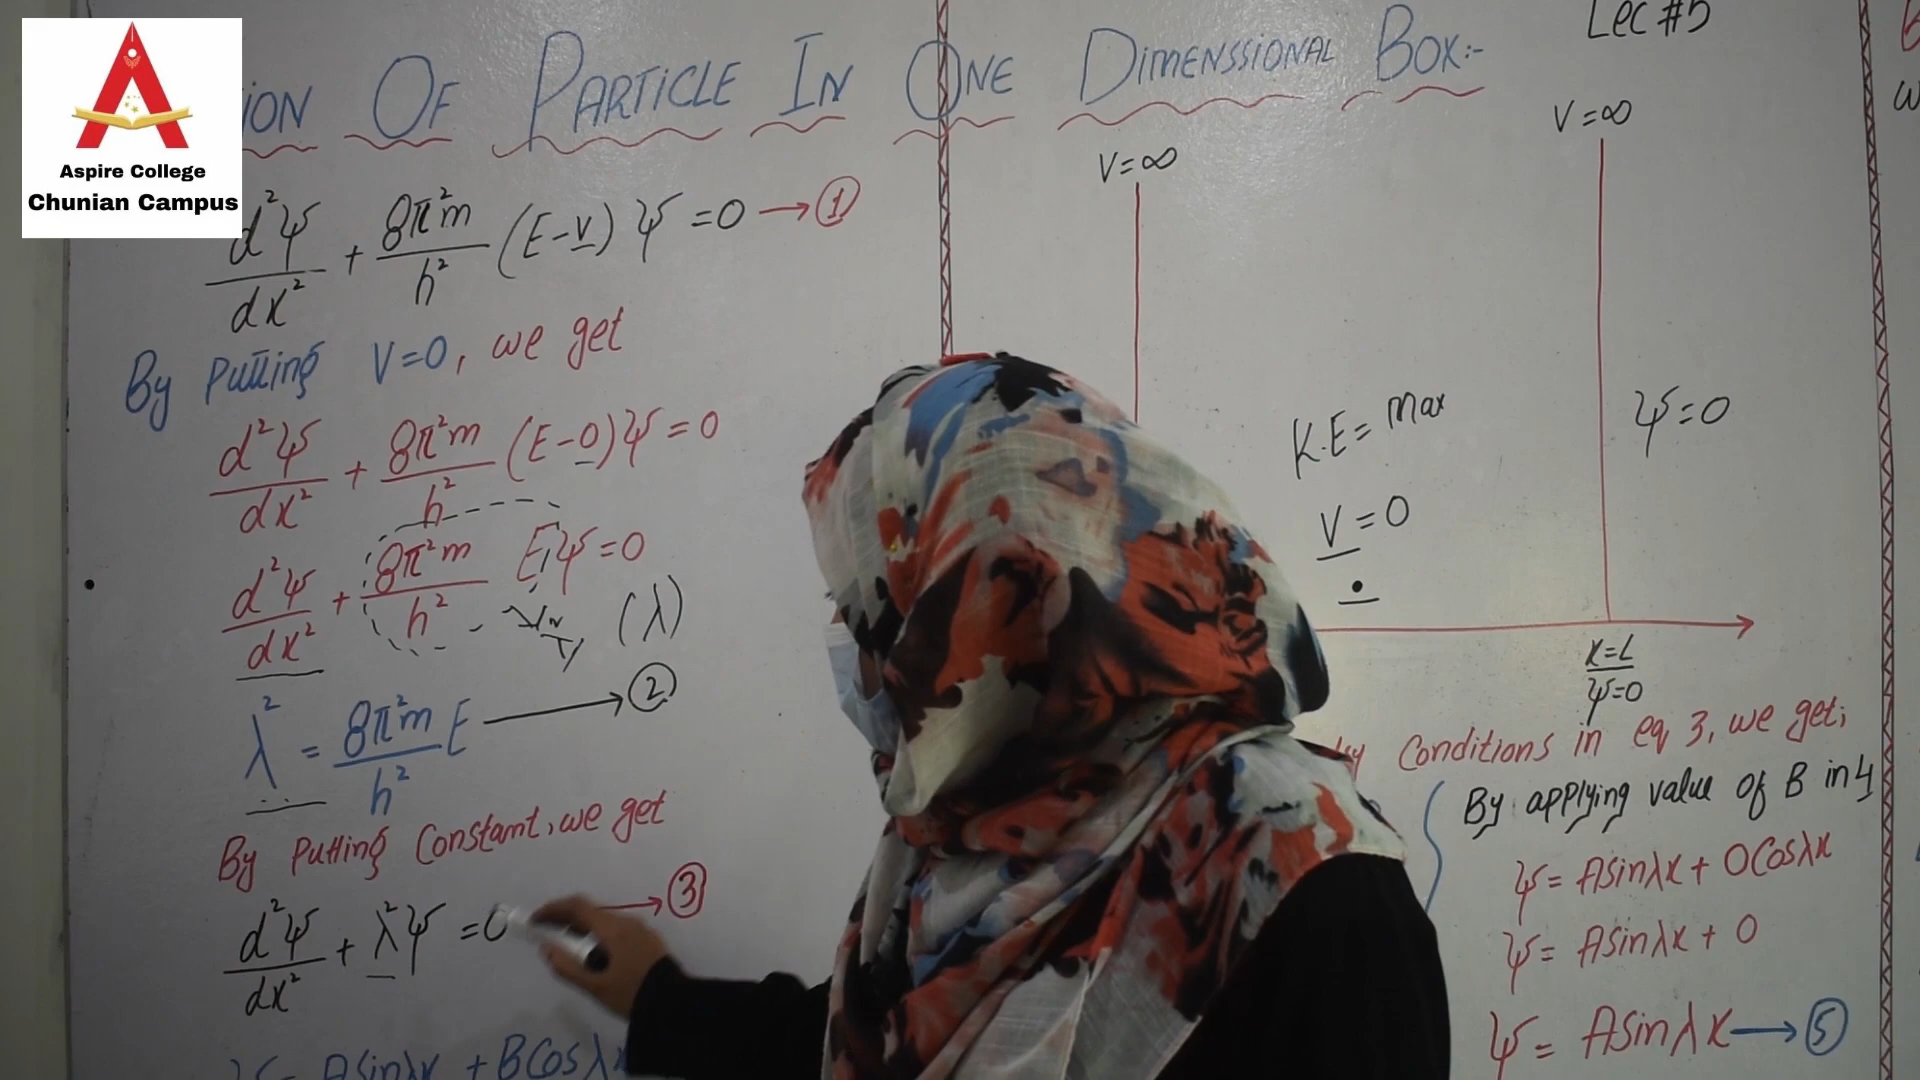 Aspire College
Chunian Campus
ION OF PARTICLE IN ONE DIMENSSIONAL BOX:-
Lec #5
d²ψ/dx² + 8π²m/h² (E-V) ψ = 0 → ①
By Putting V=0, we get
d²ψ/dx² + 8π²m/h² (E-0) ψ = 0
d²ψ/dx² + 8π²m/h² Eψ = 0
(λ)
λ² = 8π²m/h² E → ②
By Putting Constant, we get
d²ψ/dx² + λ²ψ = 0 → ③
ψ = Asinλx + BCosλx
V=∞
V=∞
K.E = max
V = 0
ψ = 0
x=L
ψ=0
Conditions in eq 3, we get;
By applying value of B in 4
ψ = Asinλx + 0Cosλx
ψ = Asinλx + 0
ψ = Asinλx → ⑤